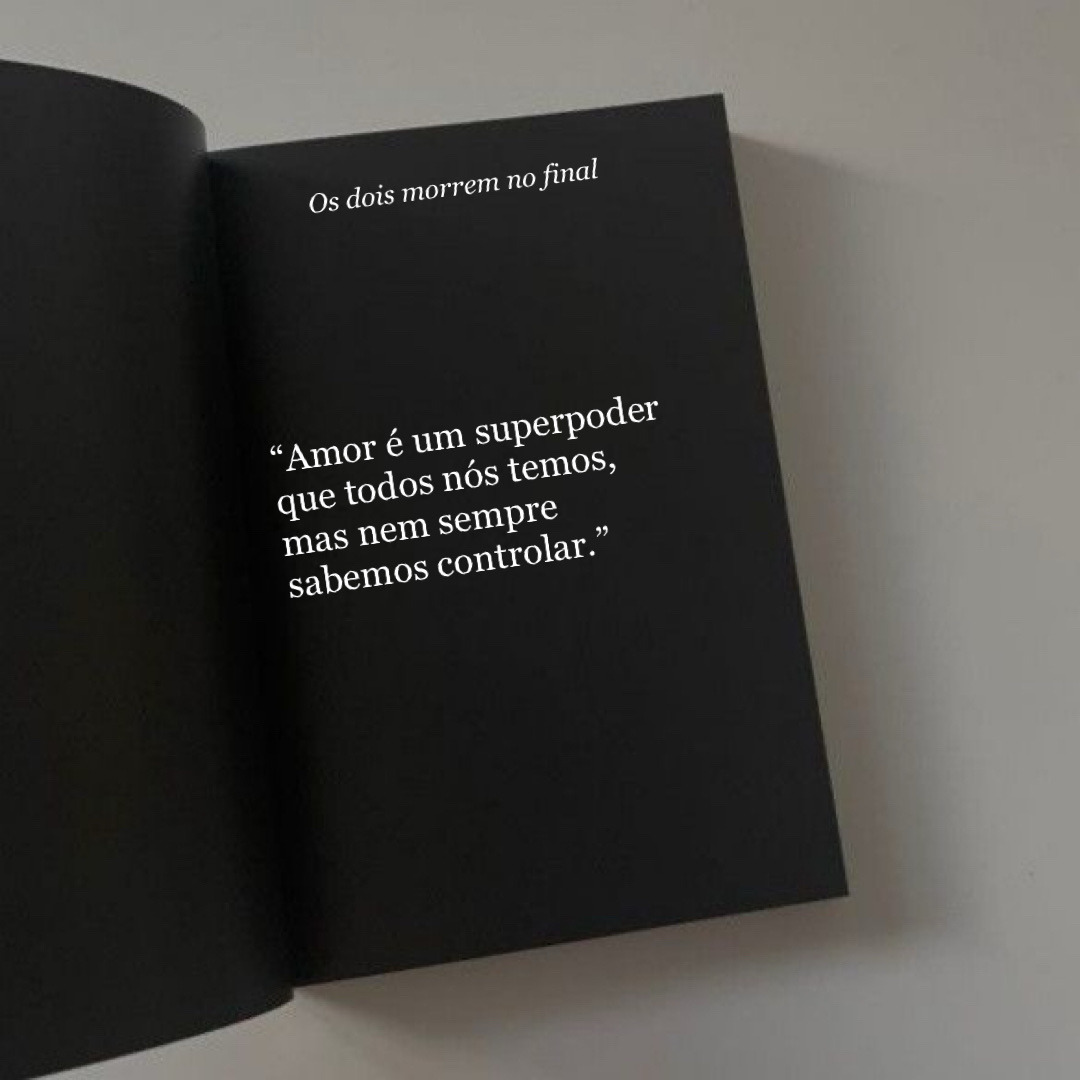 Os dois morrem no final
“Amor é um superpoder
que todos nós temos,
mas nem sempre
sabemos controlar.”